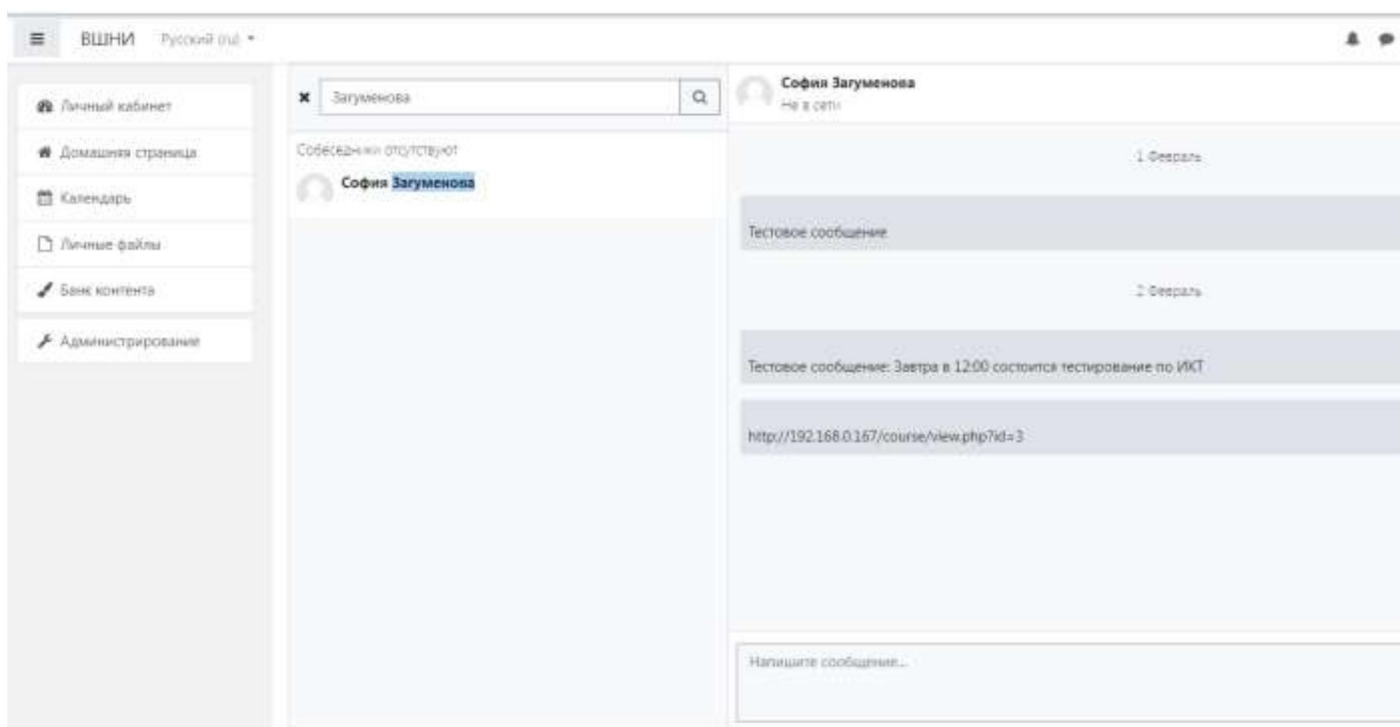 ВШНИ Русский (ru)
Личный кабинет
Домашняя страница
Календарь
Личные файлы
Банк контента
Администрирование
Загуменова
Собеседники отсутствуют
София Загуменова
София Загуменова
Не в сети
1 Февраль
Тестовое сообщение
2 Февраль
Тестовое сообщение: Завтра в 12:00 состоится тестирование по ИКТ
http://192.168.0.167/course/view.php?id=3
Напишите сообщение...